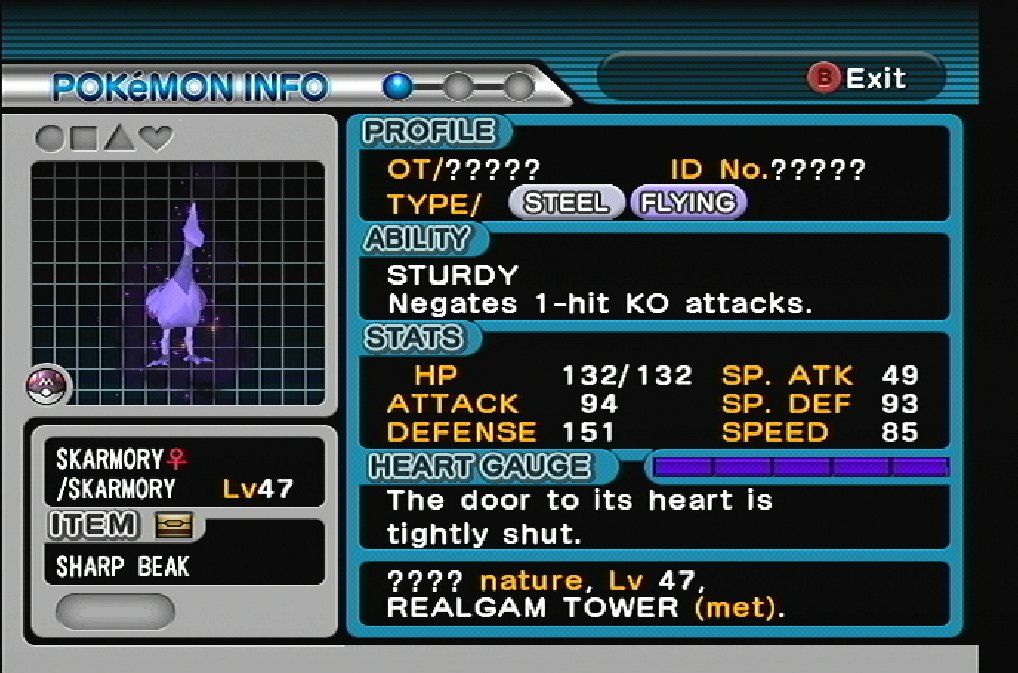 POKéMON INFO
B Exit
PROFILE
OT/?????
ID No.?????
TYPE/ STEEL FLYING
ABILITY
STURDY
Negates 1-hit KO attacks.
STATS
HP 132/132 SP. ATK 49
ATTACK 94 SP. DEF 93
DEFENSE 151 SPEED 85
HEART GAUGE
The door to its heart is
tightly shut.
SKARMORY♀
/SKARMORY Lv47
ITEM
SHARP BEAK
???? nature, Lv 47,
REALGAM TOWER (met).